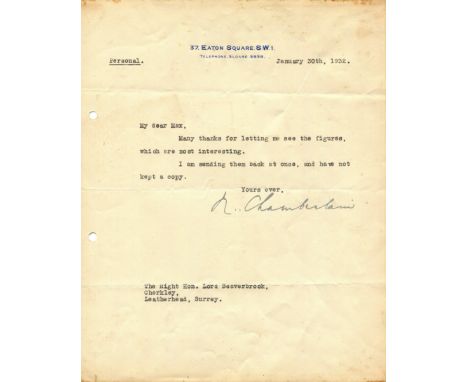 37, EATON SQUARE. S.W.1.
TELEPHONE, SLOANE 9898.
Personal. January 30th, 1932.
My dear Max,
Many thanks for letting me see the figures,
which are most interesting.
I am sending them back at once, and have not
kept a copy.
Yours ever,
N. Chamberlain
The Right Hon. Lord Beaverbrook,
Cherkley,
Leatherhead, Surrey.